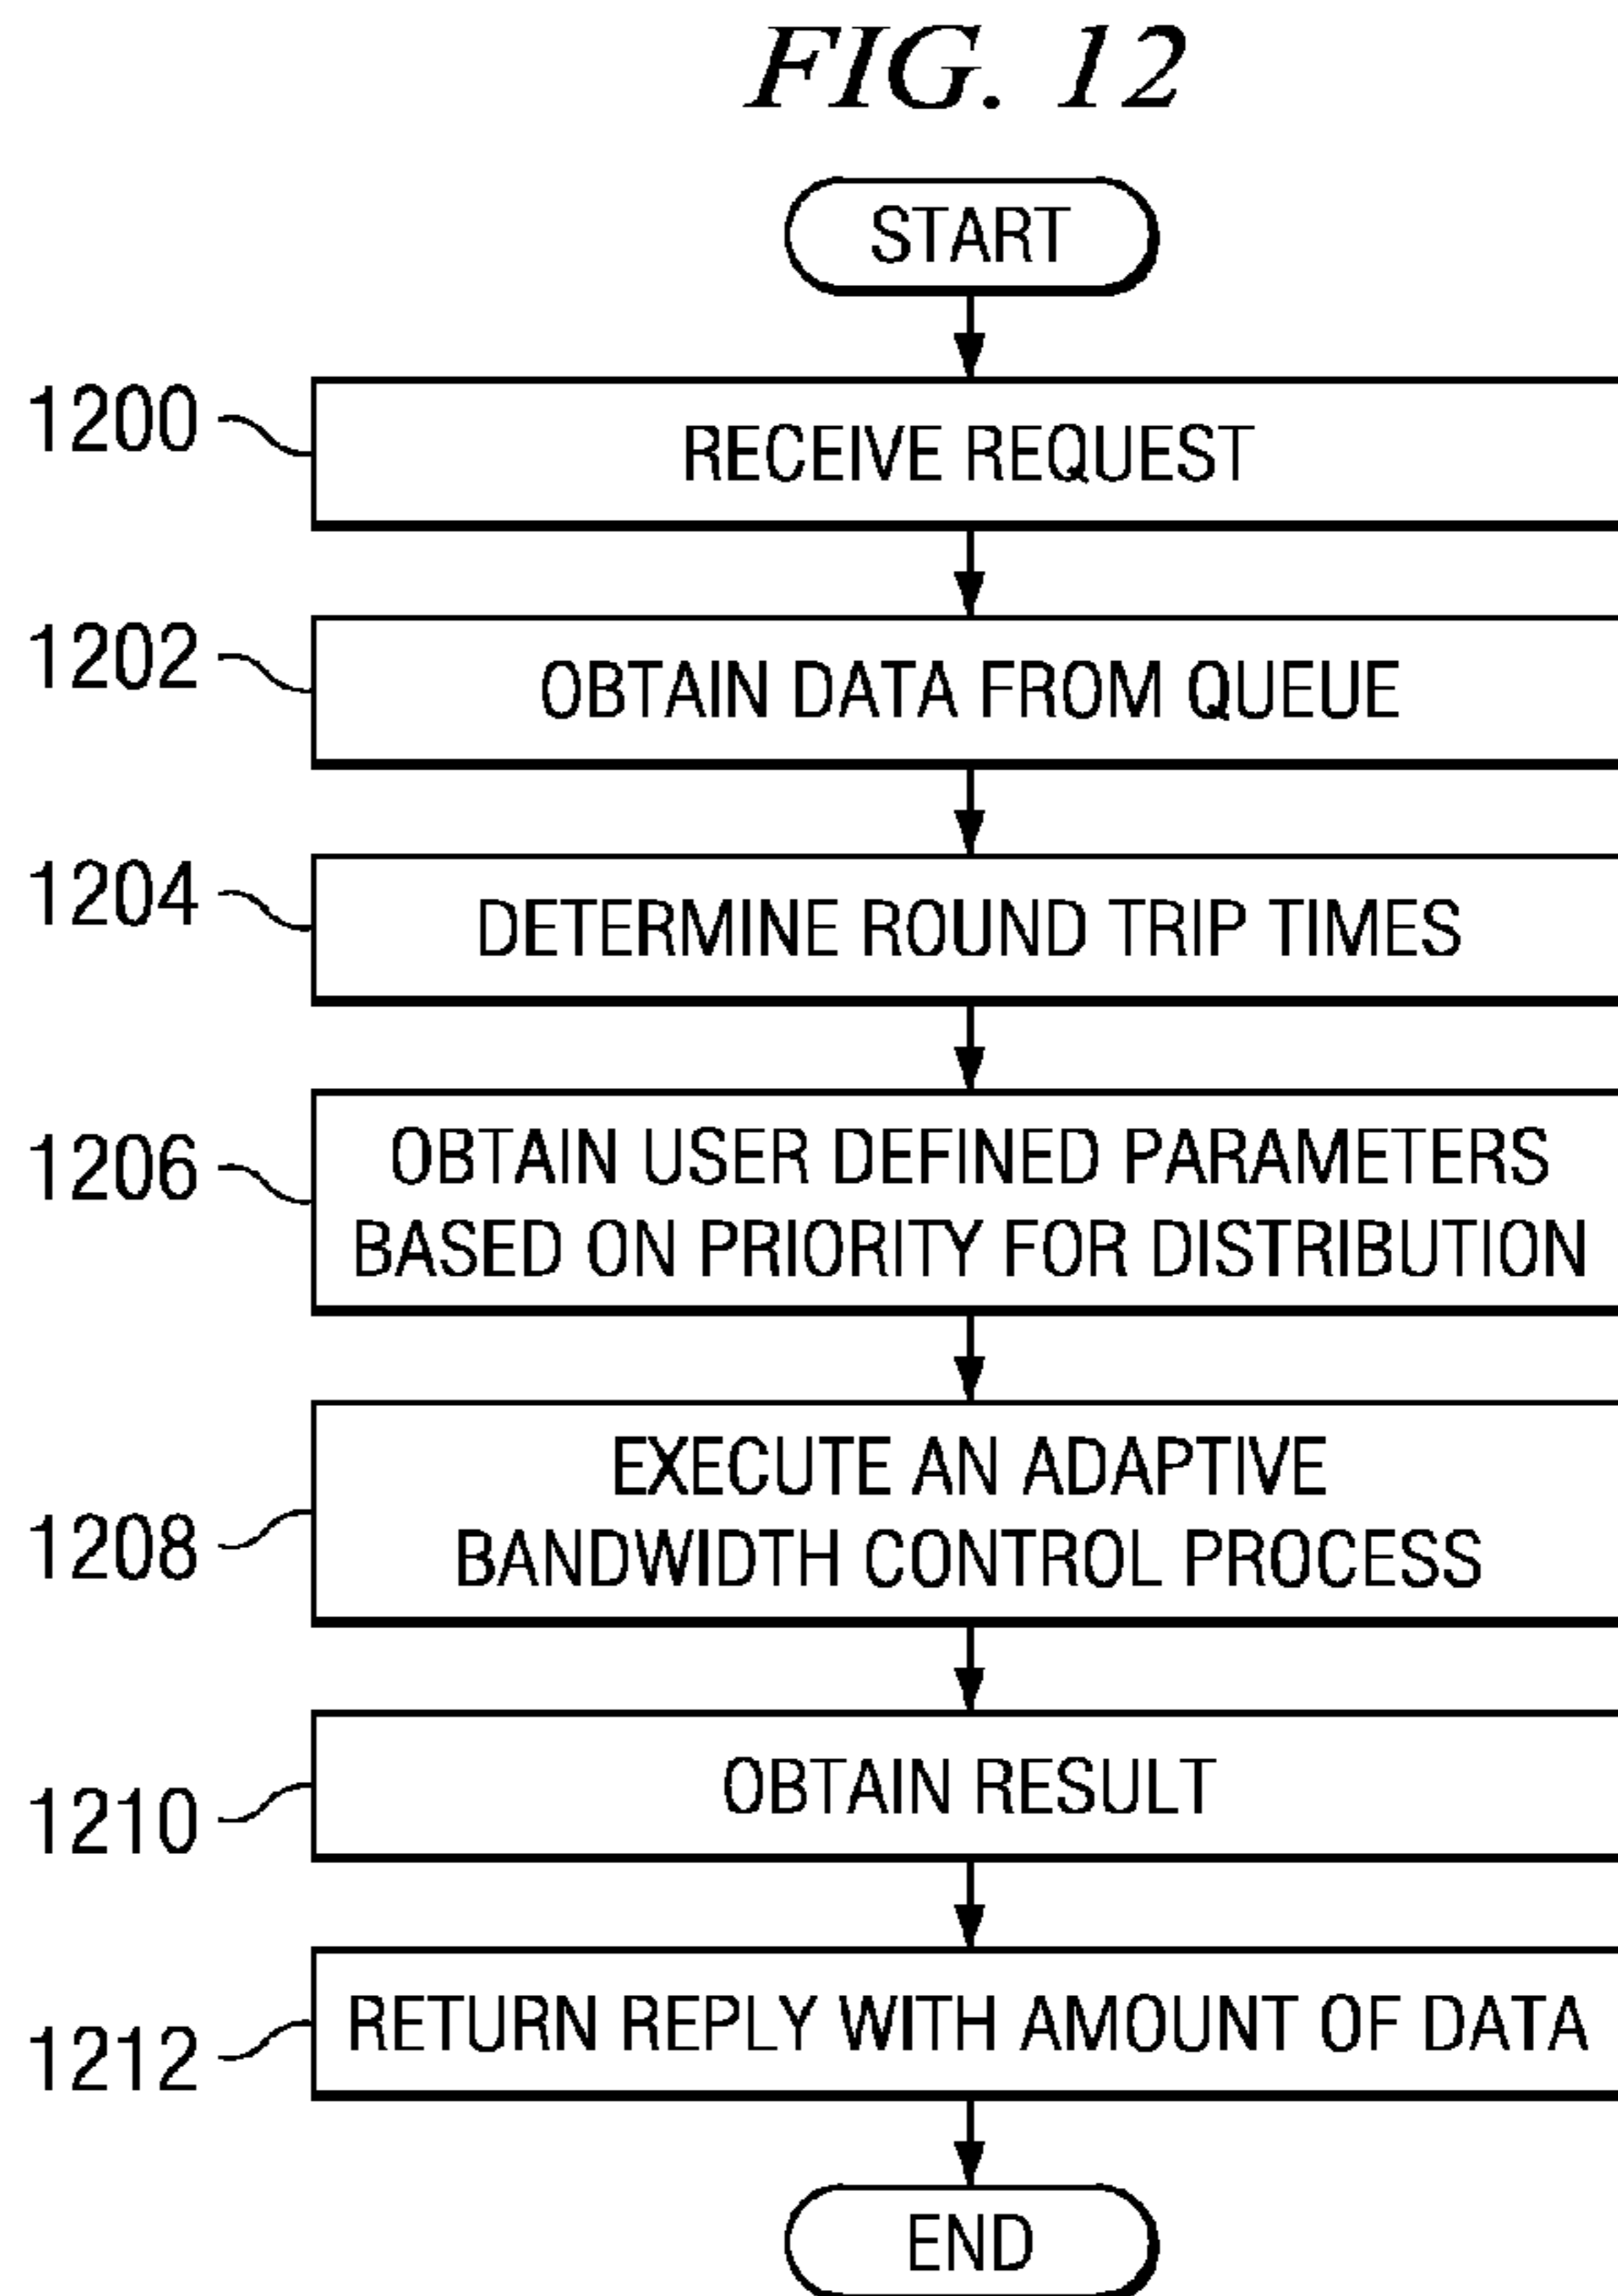 FIG. 12
START
1200
RECEIVE REQUEST
1202
OBTAIN DATA FROM QUEUE
1204
DETERMINE ROUND TRIP TIMES
1206
OBTAIN USER DEFINED PARAMETERS
BASED ON PRIORITY FOR DISTRIBUTION
1208
EXECUTE AN ADAPTIVE
BANDWIDTH CONTROL PROCESS
1210
OBTAIN RESULT
1212
RETURN REPLY WITH AMOUNT OF DATA
END